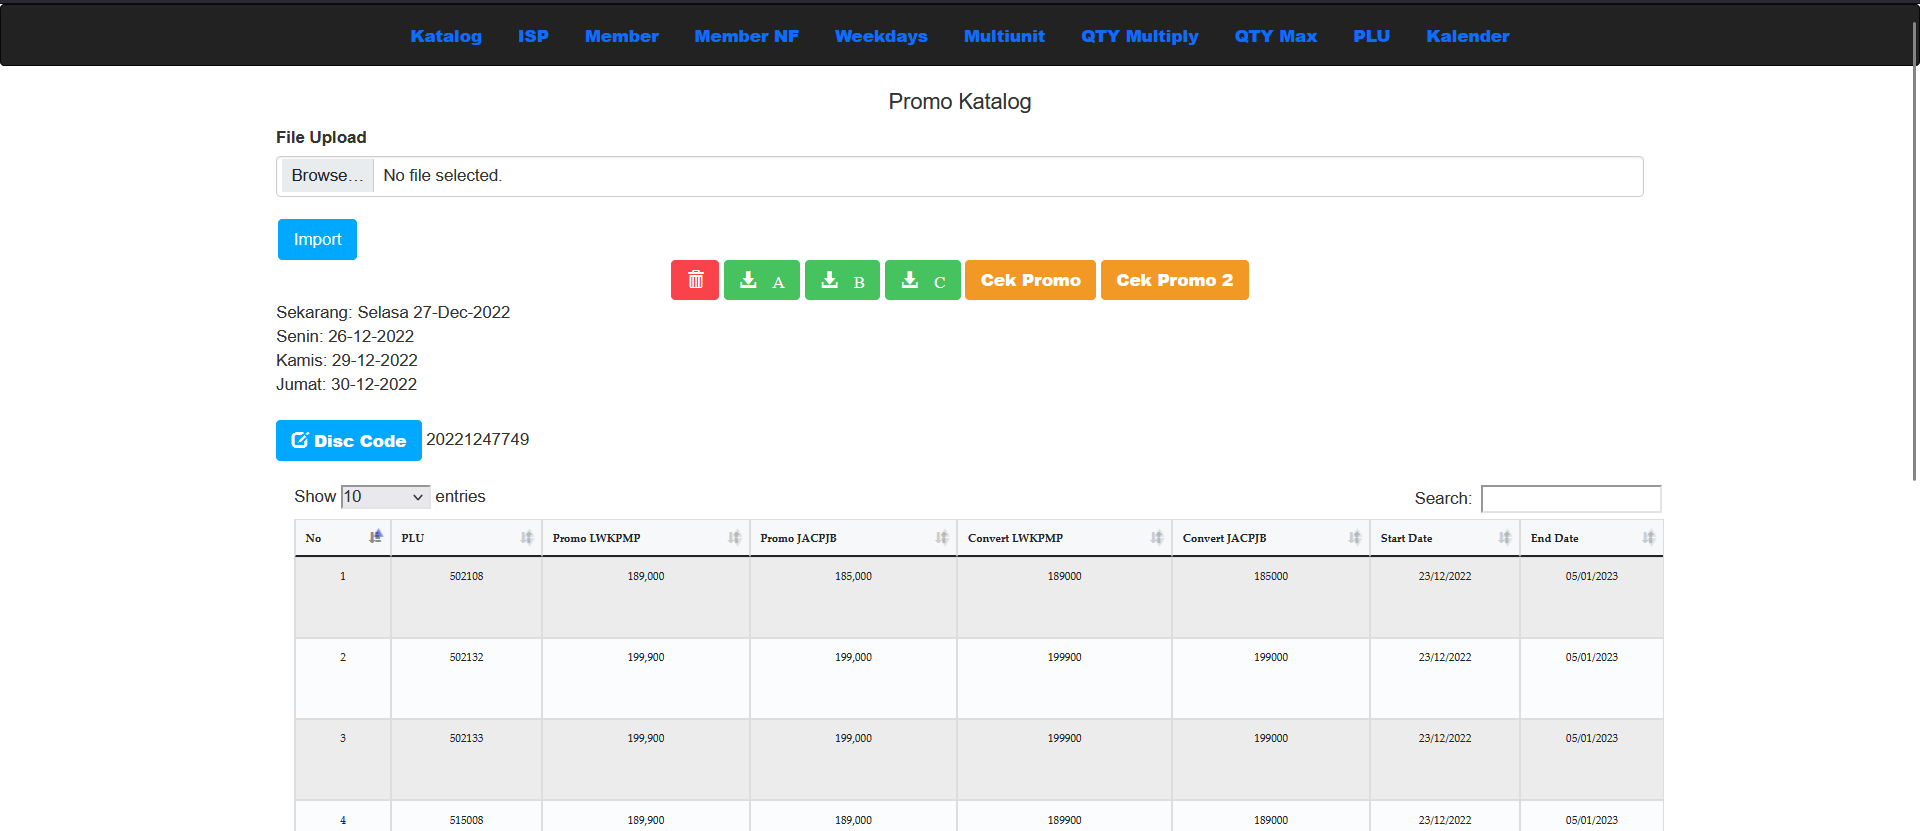 Katalog ISP Member Member NF Weekdays Multiunit QTY Multiply QTY Max PLU Kalender
Promo Katalog
File Upload
Browse... No file selected.
Import
A B C Cek Promo Cek Promo 2
Sekarang: Selasa 27-Dec-2022
Senin: 26-12-2022
Kamis: 29-12-2022
Jumat: 30-12-2022
Disc Code 20221247749
Show 10 entries Search:
No PLU Promo LWKPMP Promo JACPJB Convert LWKPMP Convert JACPJB Start Date End Date
1 502108 189,000 185,000 189000 185000 23/12/2022 05/01/2023
2 502132 199,900 199,000 199900 199000 23/12/2022 05/01/2023
3 502133 199,900 199,000 199900 199000 23/12/2022 05/01/2023
4 515008 189,900 189,000 189900 189000 23/12/2022 05/01/2023